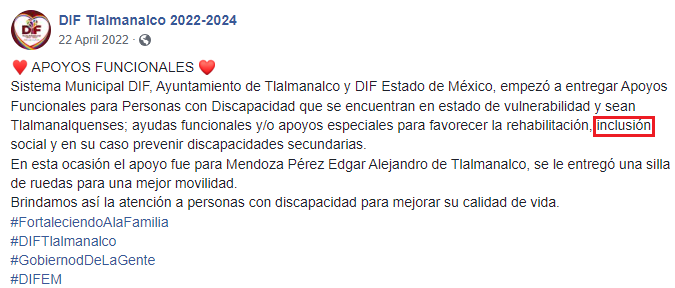 DIF
DIF Tlalmanalco 2022-2024
22 April 2022 ·
❤️ APOYOS FUNCIONALES ❤️
Sistema Municipal DIF, Ayuntamiento de Tlalmanalco y DIF Estado de México, empezó a entregar Apoyos
Funcionales para Personas con Discapacidad que se encuentran en estado de vulnerabilidad y sean
Tlalmanalquenses; ayudas funcionales y/o apoyos especiales para favorecer la rehabilitación, inclusión
social y en su caso prevenir discapacidades secundarias.
En esta ocasión el apoyo fue para Mendoza Pérez Edgar Alejandro de Tlalmanalco, se le entregó una silla
de ruedas para una mejor movilidad.
Brindamos así la atención a personas con discapacidad para mejorar su calidad de vida.
#FortaleciendoAlaFamilia
#DIFTlalmanalco
#GobiernodDeLaGente
#DIFEM